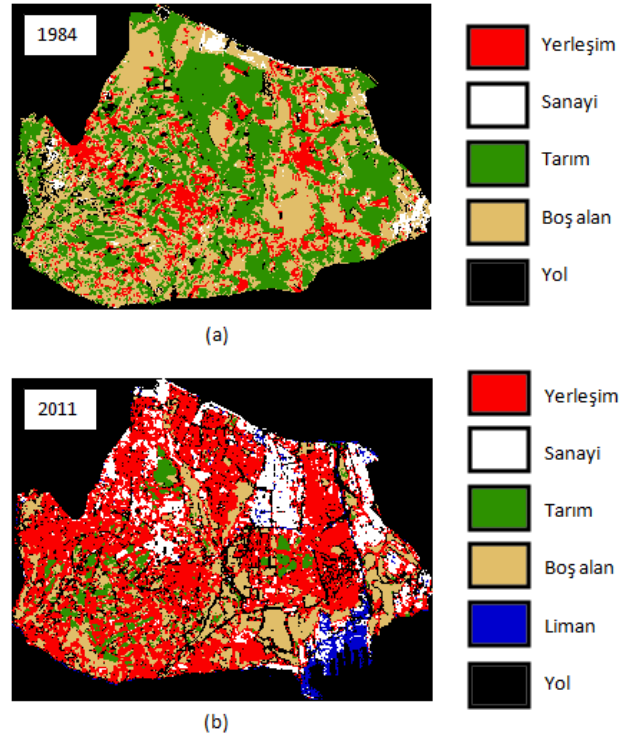 1984
Yerleşim
Sanayi
Tarım
Boş alan
Yol
(a)
2011
Yerleşim
Sanayi
Tarım
Boş alan
Liman
Yol
(b)